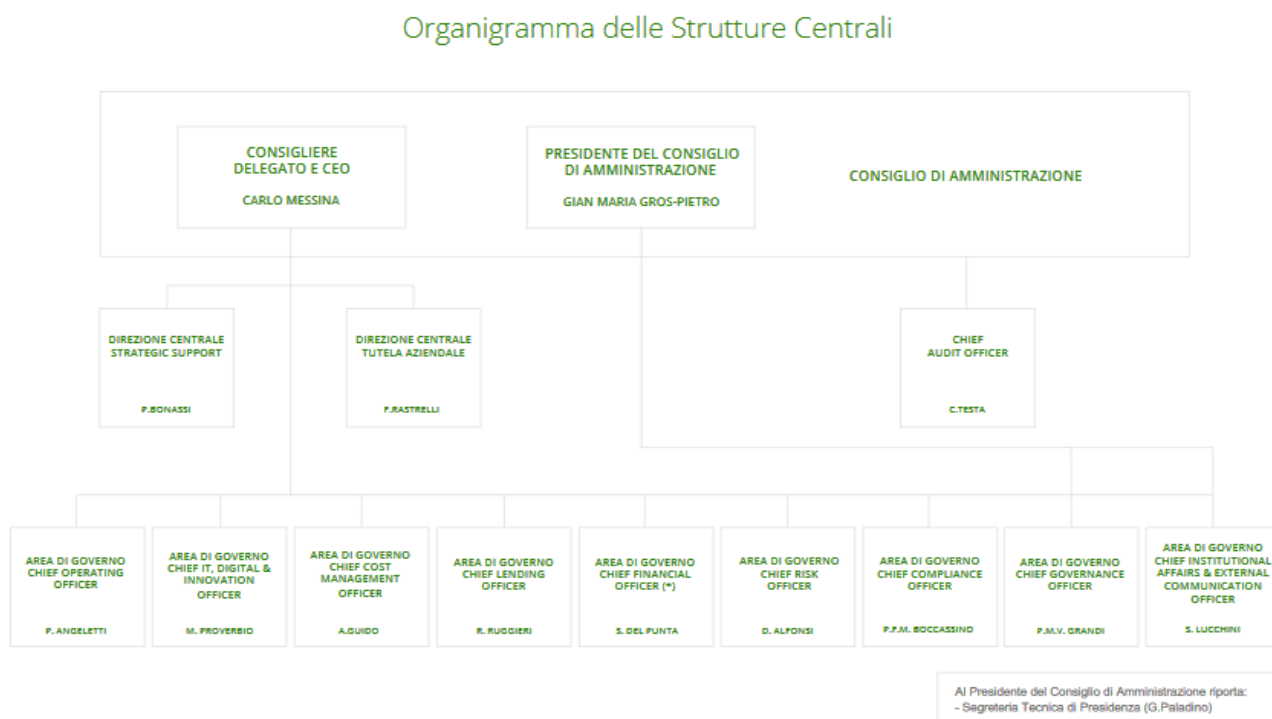 Organigramma delle Strutture Centrali
CONSIGLIERE
DELEGATO E CEO
CARLO MESSINA
PRESIDENTE DEL CONSIGLIO
DI AMMINISTRAZIONE
GIAN MARIA GROS-PIETRO
CONSIGLIO DI AMMINISTRAZIONE
DIREZIONE CENTRALE
STRATEGIC SUPPORT
P.BONASSI
DIREZIONE CENTRALE
TUTELA AZIENDALE
F.RASTRELLI
CHIEF
AUDIT OFFICER
C.TESTA
AREA DI GOVERNO
CHIEF OPERATING
OFFICER
P. ANGELETTI
AREA DI GOVERNO
CHIEF IT, DIGITAL &
INNOVATION
OFFICER
M. PROVERBIO
AREA DI GOVERNO
CHIEF COST
MANAGEMENT
OFFICER
A.GUIDO
AREA DI GOVERNO
CHIEF LENDING
OFFICER
R. RUGGIERI
AREA DI GOVERNO
CHIEF FINANCIAL
OFFICER (*)
S. DEL PUNTA
AREA DI GOVERNO
CHIEF RISK
OFFICER
D. ALFONSI
AREA DI GOVERNO
CHIEF COMPLIANCE
OFFICER
P.F.M. BOCCASSINO
AREA DI GOVERNO
CHIEF GOVERNANCE
OFFICER
P.M.V. GRANDI
AREA DI GOVERNO
CHIEF INSTITUTIONAL
AFFAIRS & EXTERNAL
COMMUNICATION
OFFICER
S. LUCCHINI
Al Presidente del Consiglio di Amministrazione riporta:
- Segreteria Tecnica di Presidenza (G.Paladino)